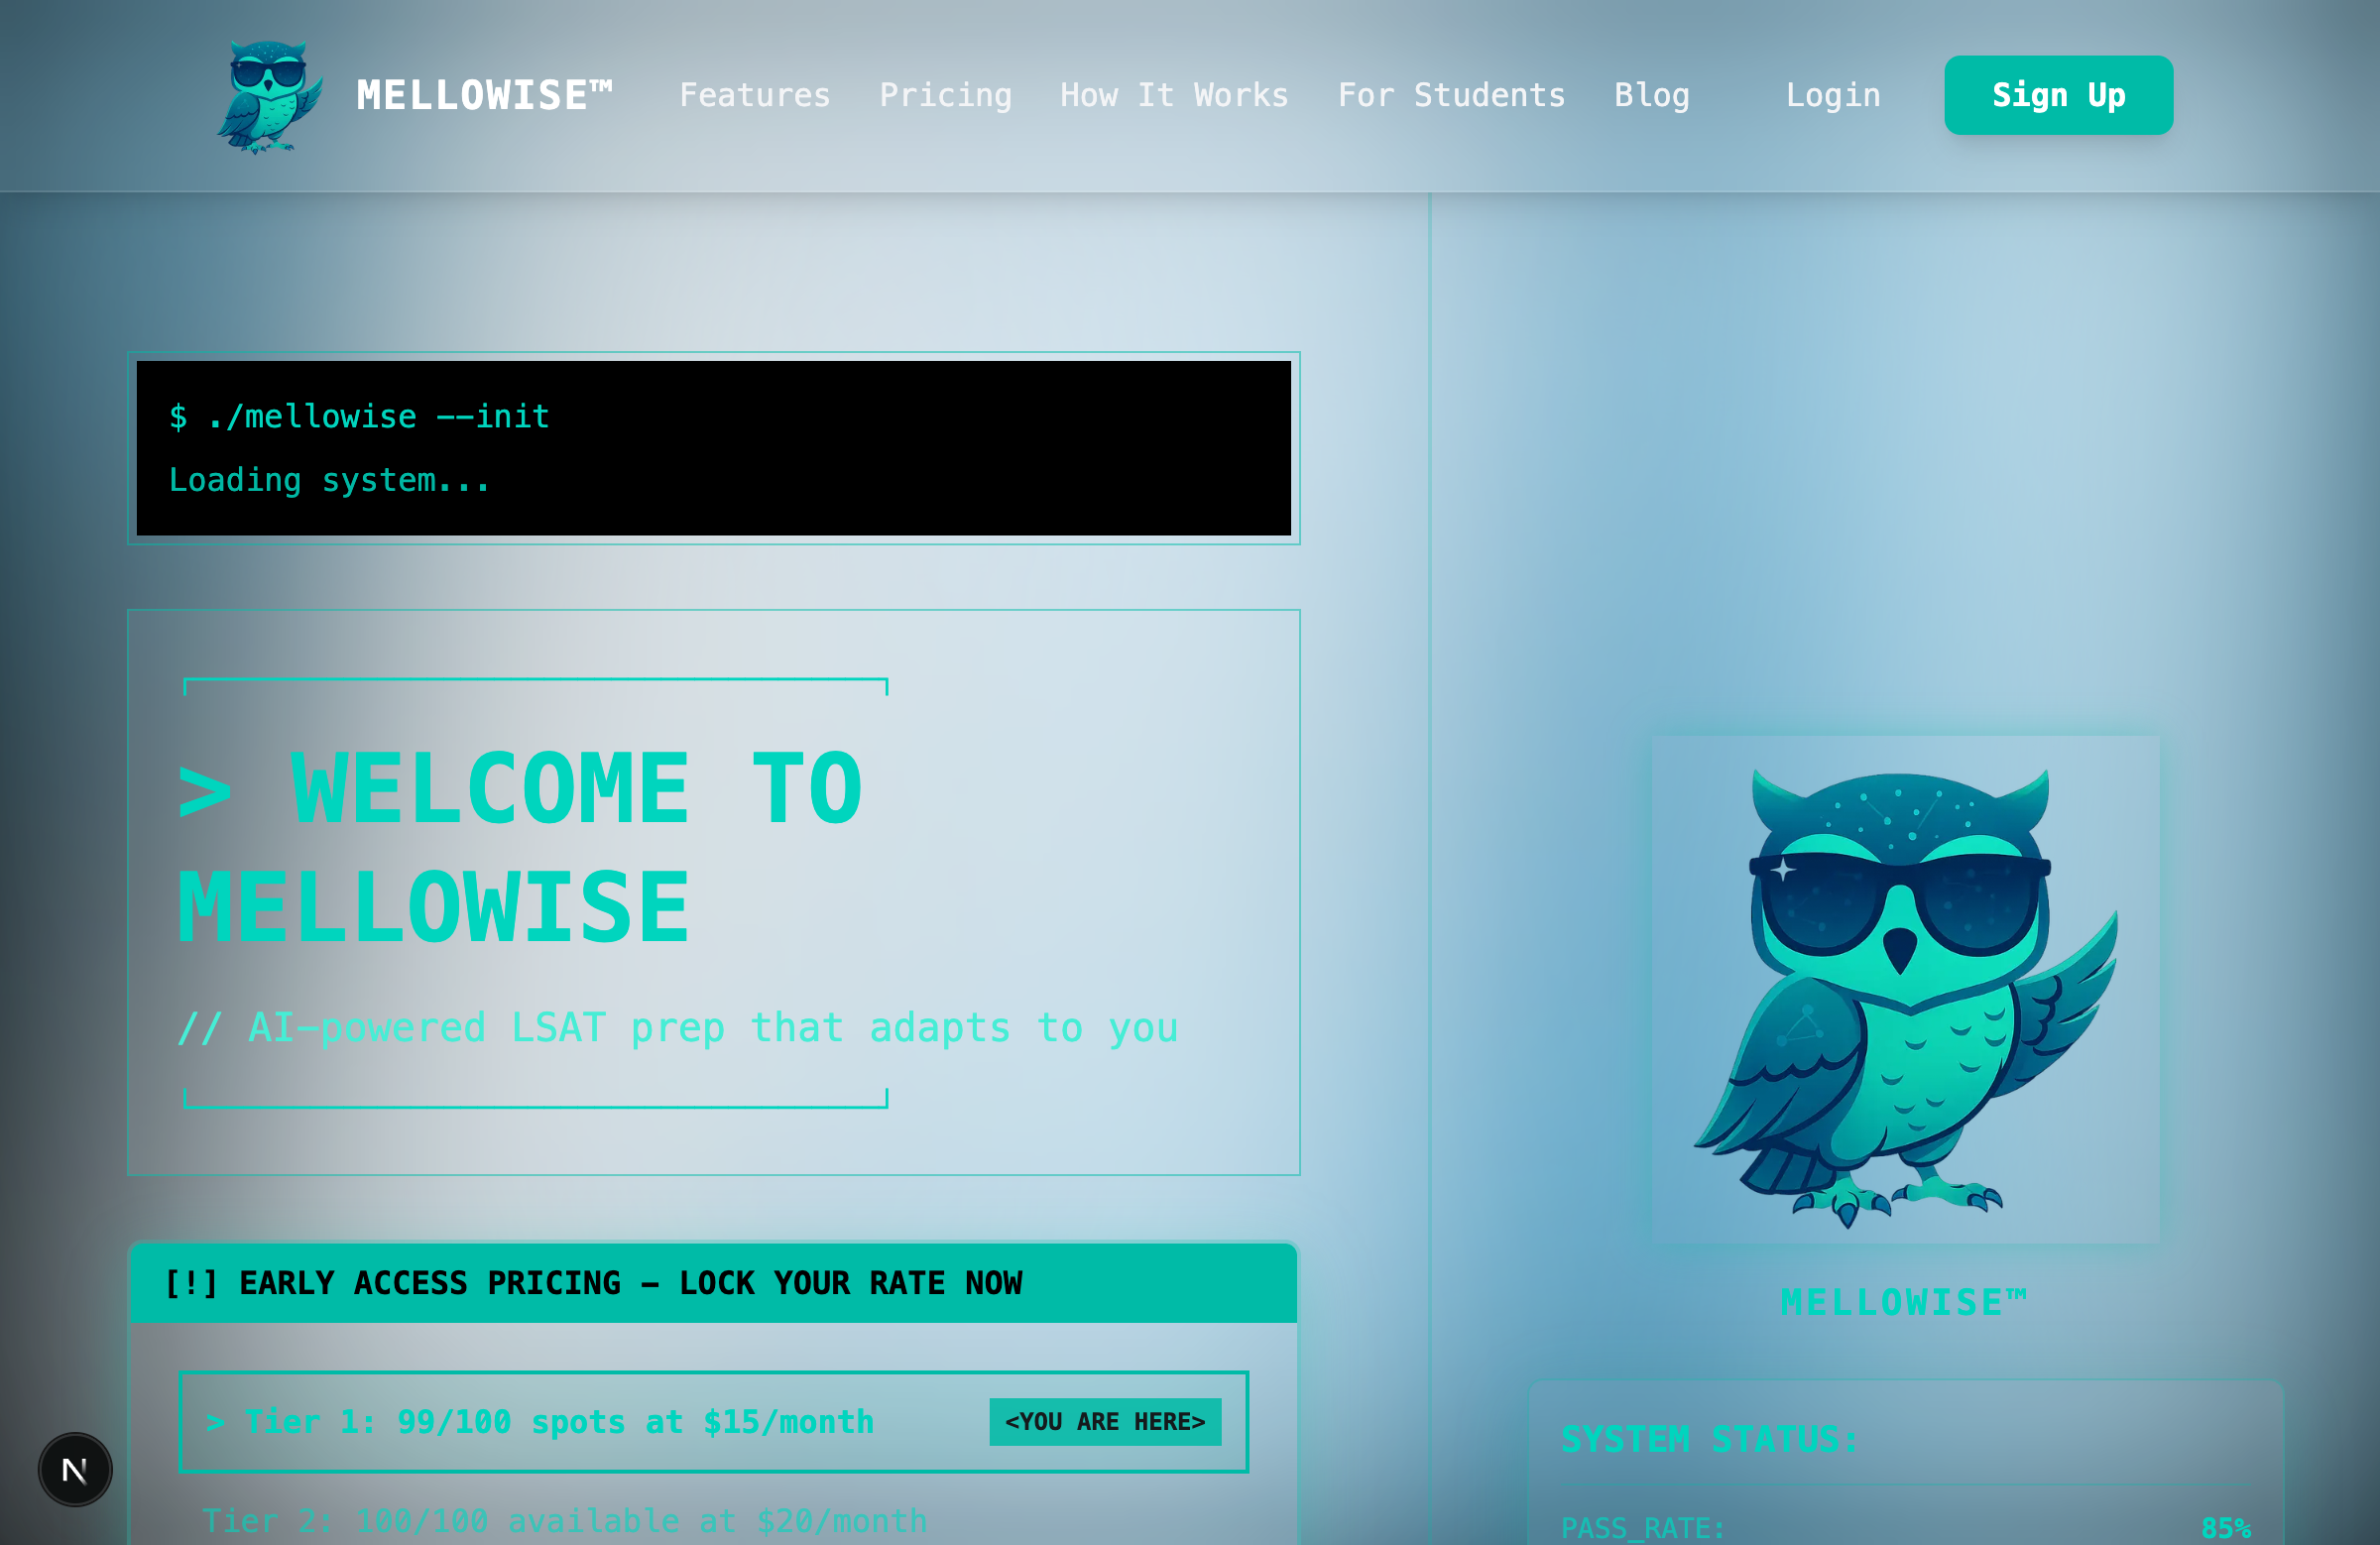 MELLOWISE™ Features Pricing How It Works For Students Blog Login Sign Up
$ ./mellowise --init
Loading system...
> WELCOME TO
MELLOWISE
// AI-powered LSAT prep that adapts to you
[!] EARLY ACCESS PRICING — LOCK YOUR RATE NOW
> Tier 1: 99/100 spots at $15/month <YOU ARE HERE>
Tier 2: 100/100 available at $20/month
N
MELLOWISE™
SYSTEM STATUS:
PASS_RATE: 85%